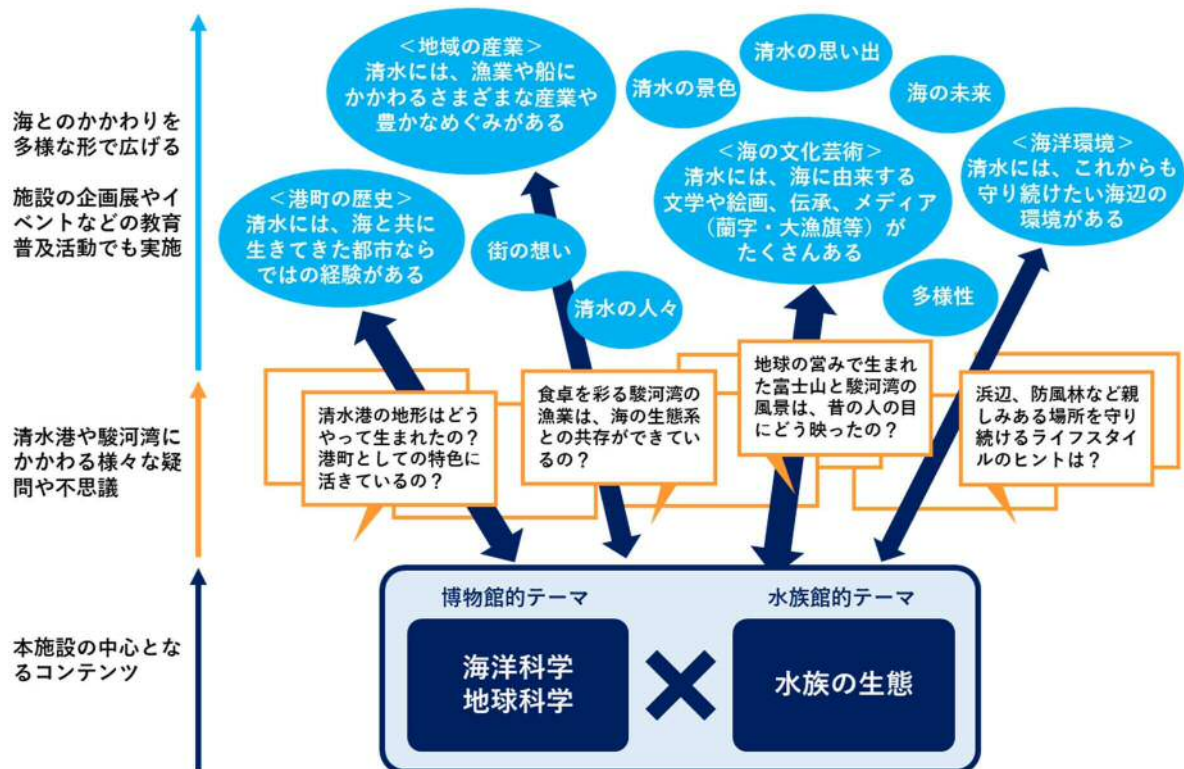 海とのかかわりを
多様な形で広げる
施設の企画展やイ
ベントなどの教育
普及活動でも実施
＜地域の産業＞
清水には、漁業や船に
かかわるさまざまな産業や
豊かなめぐみがある
清水の景色
清水の思い出
海の未来
＜港町の歴史＞
清水には、海と共に
生きてきた都市なら
ではの経験がある
街の想い
清水の人々
＜海の文化芸術＞
清水には、海に由来する
文学や絵画、伝承、メディア
（蘭字・大漁旗等）が
たくさんある
＜海洋環境＞
清水には、これからも
守り続けたい海辺の
環境がある
多様性
清水港や駿河湾に
かかわる様々な疑
問や不思議
清水港の地形はどう
やって生まれたの？
港町としての特色に
活きているの？
食卓を彩る駿河湾の
漁業は、海の生態系
との共存ができてい
るの？
地球の営みで生まれ
た富士山と駿河湾の
風景は、昔の人の目
にどう映ったの？
浜辺、防風林など親
しみある場所を守り
続けるライフスタイ
ルのヒントは？
本施設の中心とな
るコンテンツ
博物館的テーマ
海洋科学
地球科学
水族館的テーマ
水族の生態